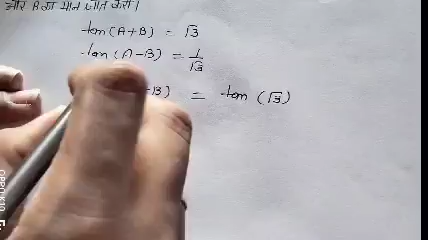 और B का मान ज्ञात करो।
tan (A+B) = √3
tan (A-B) = 1/√3
-B) = tan (√3)